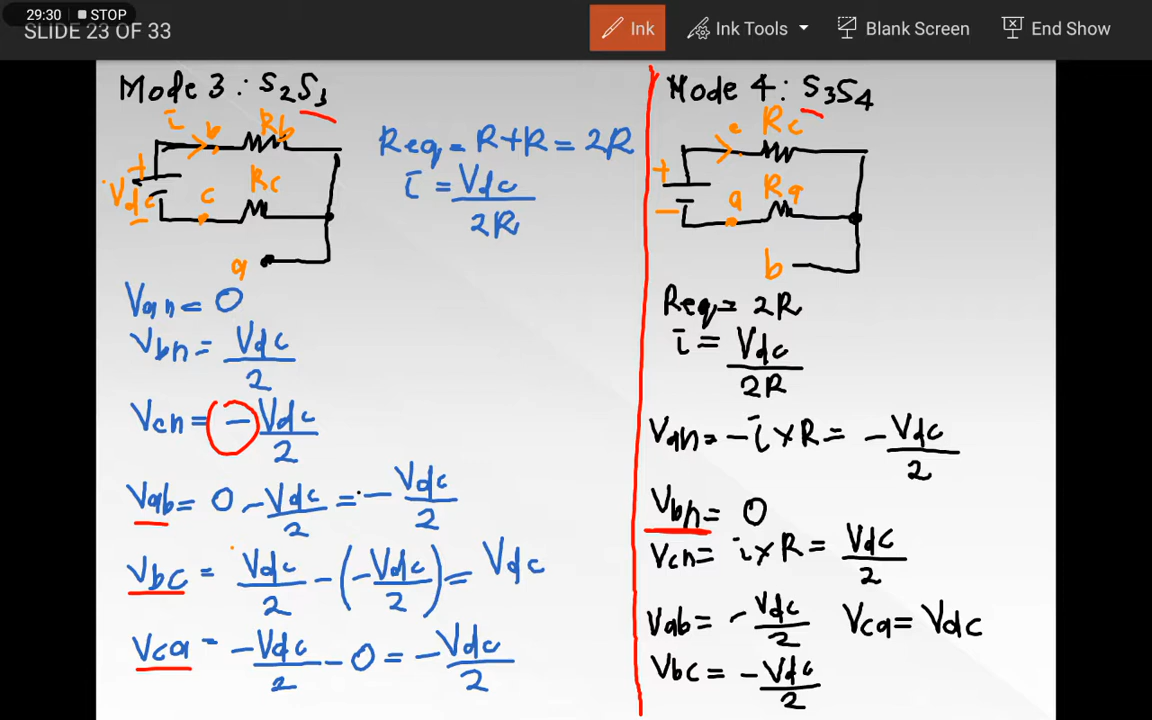 29:30 STOP
SLIDE 23 OF 33
Ink
Ink Tools
Blank Screen
End Show
Mode 3 : S2S3
i b Rb
+
Vdc
-
c Rc
a
Req = R+R = 2R
i = Vdc/2R
Van = 0
Vbn = Vdc/2
Vcn = -Vdc/2
Vab = 0 - Vdc/2 = -Vdc/2
Vbc = Vdc/2 - (-Vdc/2) = Vdc
Vca = -Vdc/2 - 0 = -Vdc/2
Mode 4 : S3S4
c Rc
+
-
a Ra
b
Req = 2R
i = Vdc/2R
Van = -i×R = -Vdc/2
Vbn = 0
Vcn = i×R = Vdc/2
Vab = -Vdc/2 Vca = Vdc
Vbc = -Vdc/2